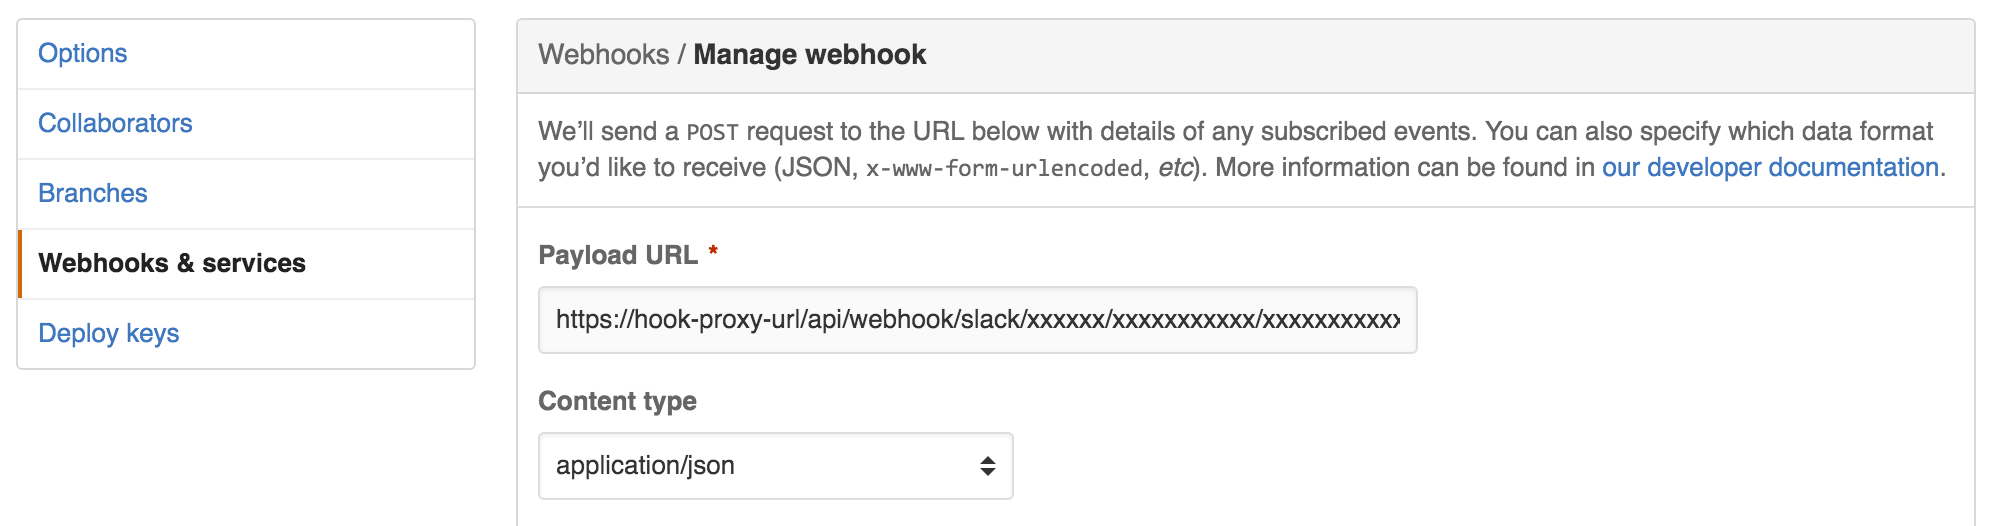 Options
Collaborators
Branches
Webhooks & services
Deploy keys
Webhooks / Manage webhook
We’ll send a POST request to the URL below with details of any subscribed events. You can also specify which data format
you’d like to receive (JSON, x-www-form-urlencoded, etc). More information can be found in our developer documentation.
Payload URL *
https://hook-proxy-url/api/webhook/slack/xxxxxx/xxxxxxxxxxx/xxxxxxxxxxx
Content type
application/json